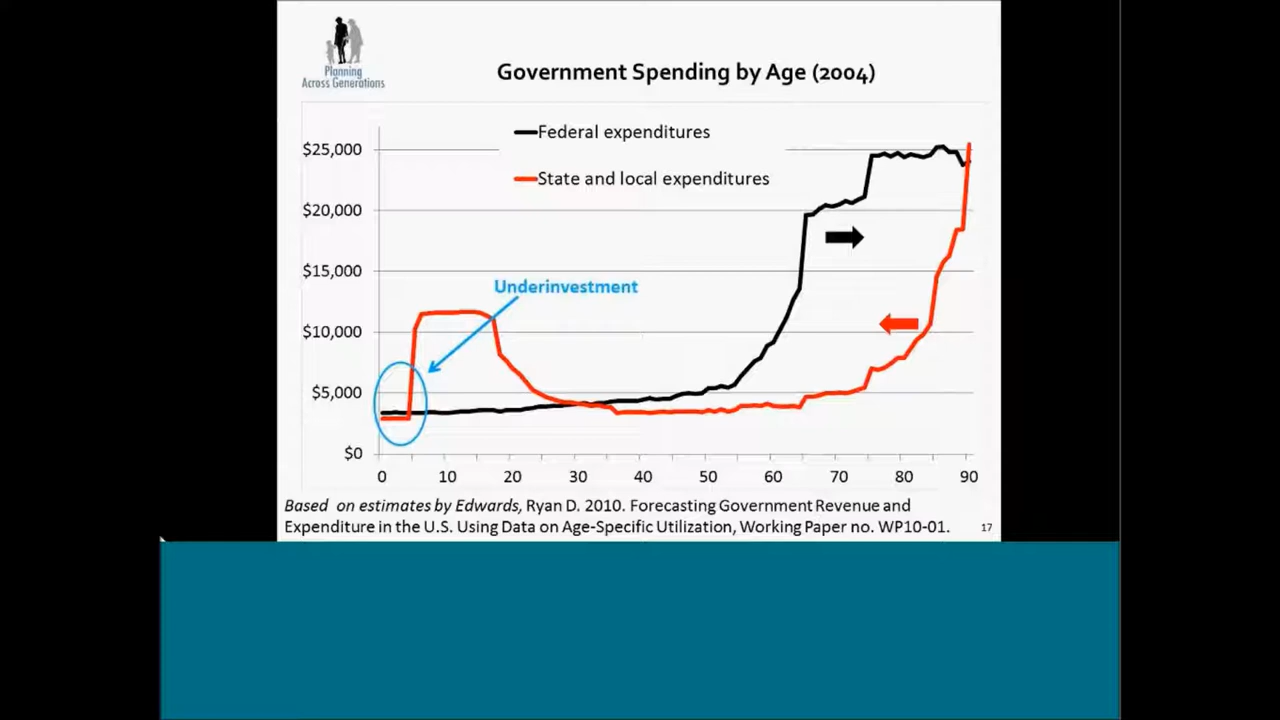 Planning
Across Generations
Government Spending by Age (2004)
Federal expenditures
State and local expenditures
$25,000
$20,000
$15,000
$10,000
$5,000
$0
Underinvestment
0 10 20 30 40 50 60 70 80 90
Based on estimates by Edwards, Ryan D. 2010. Forecasting Government Revenue and
Expenditure in the U.S. Using Data on Age-Specific Utilization, Working Paper no. WP10-01.
17